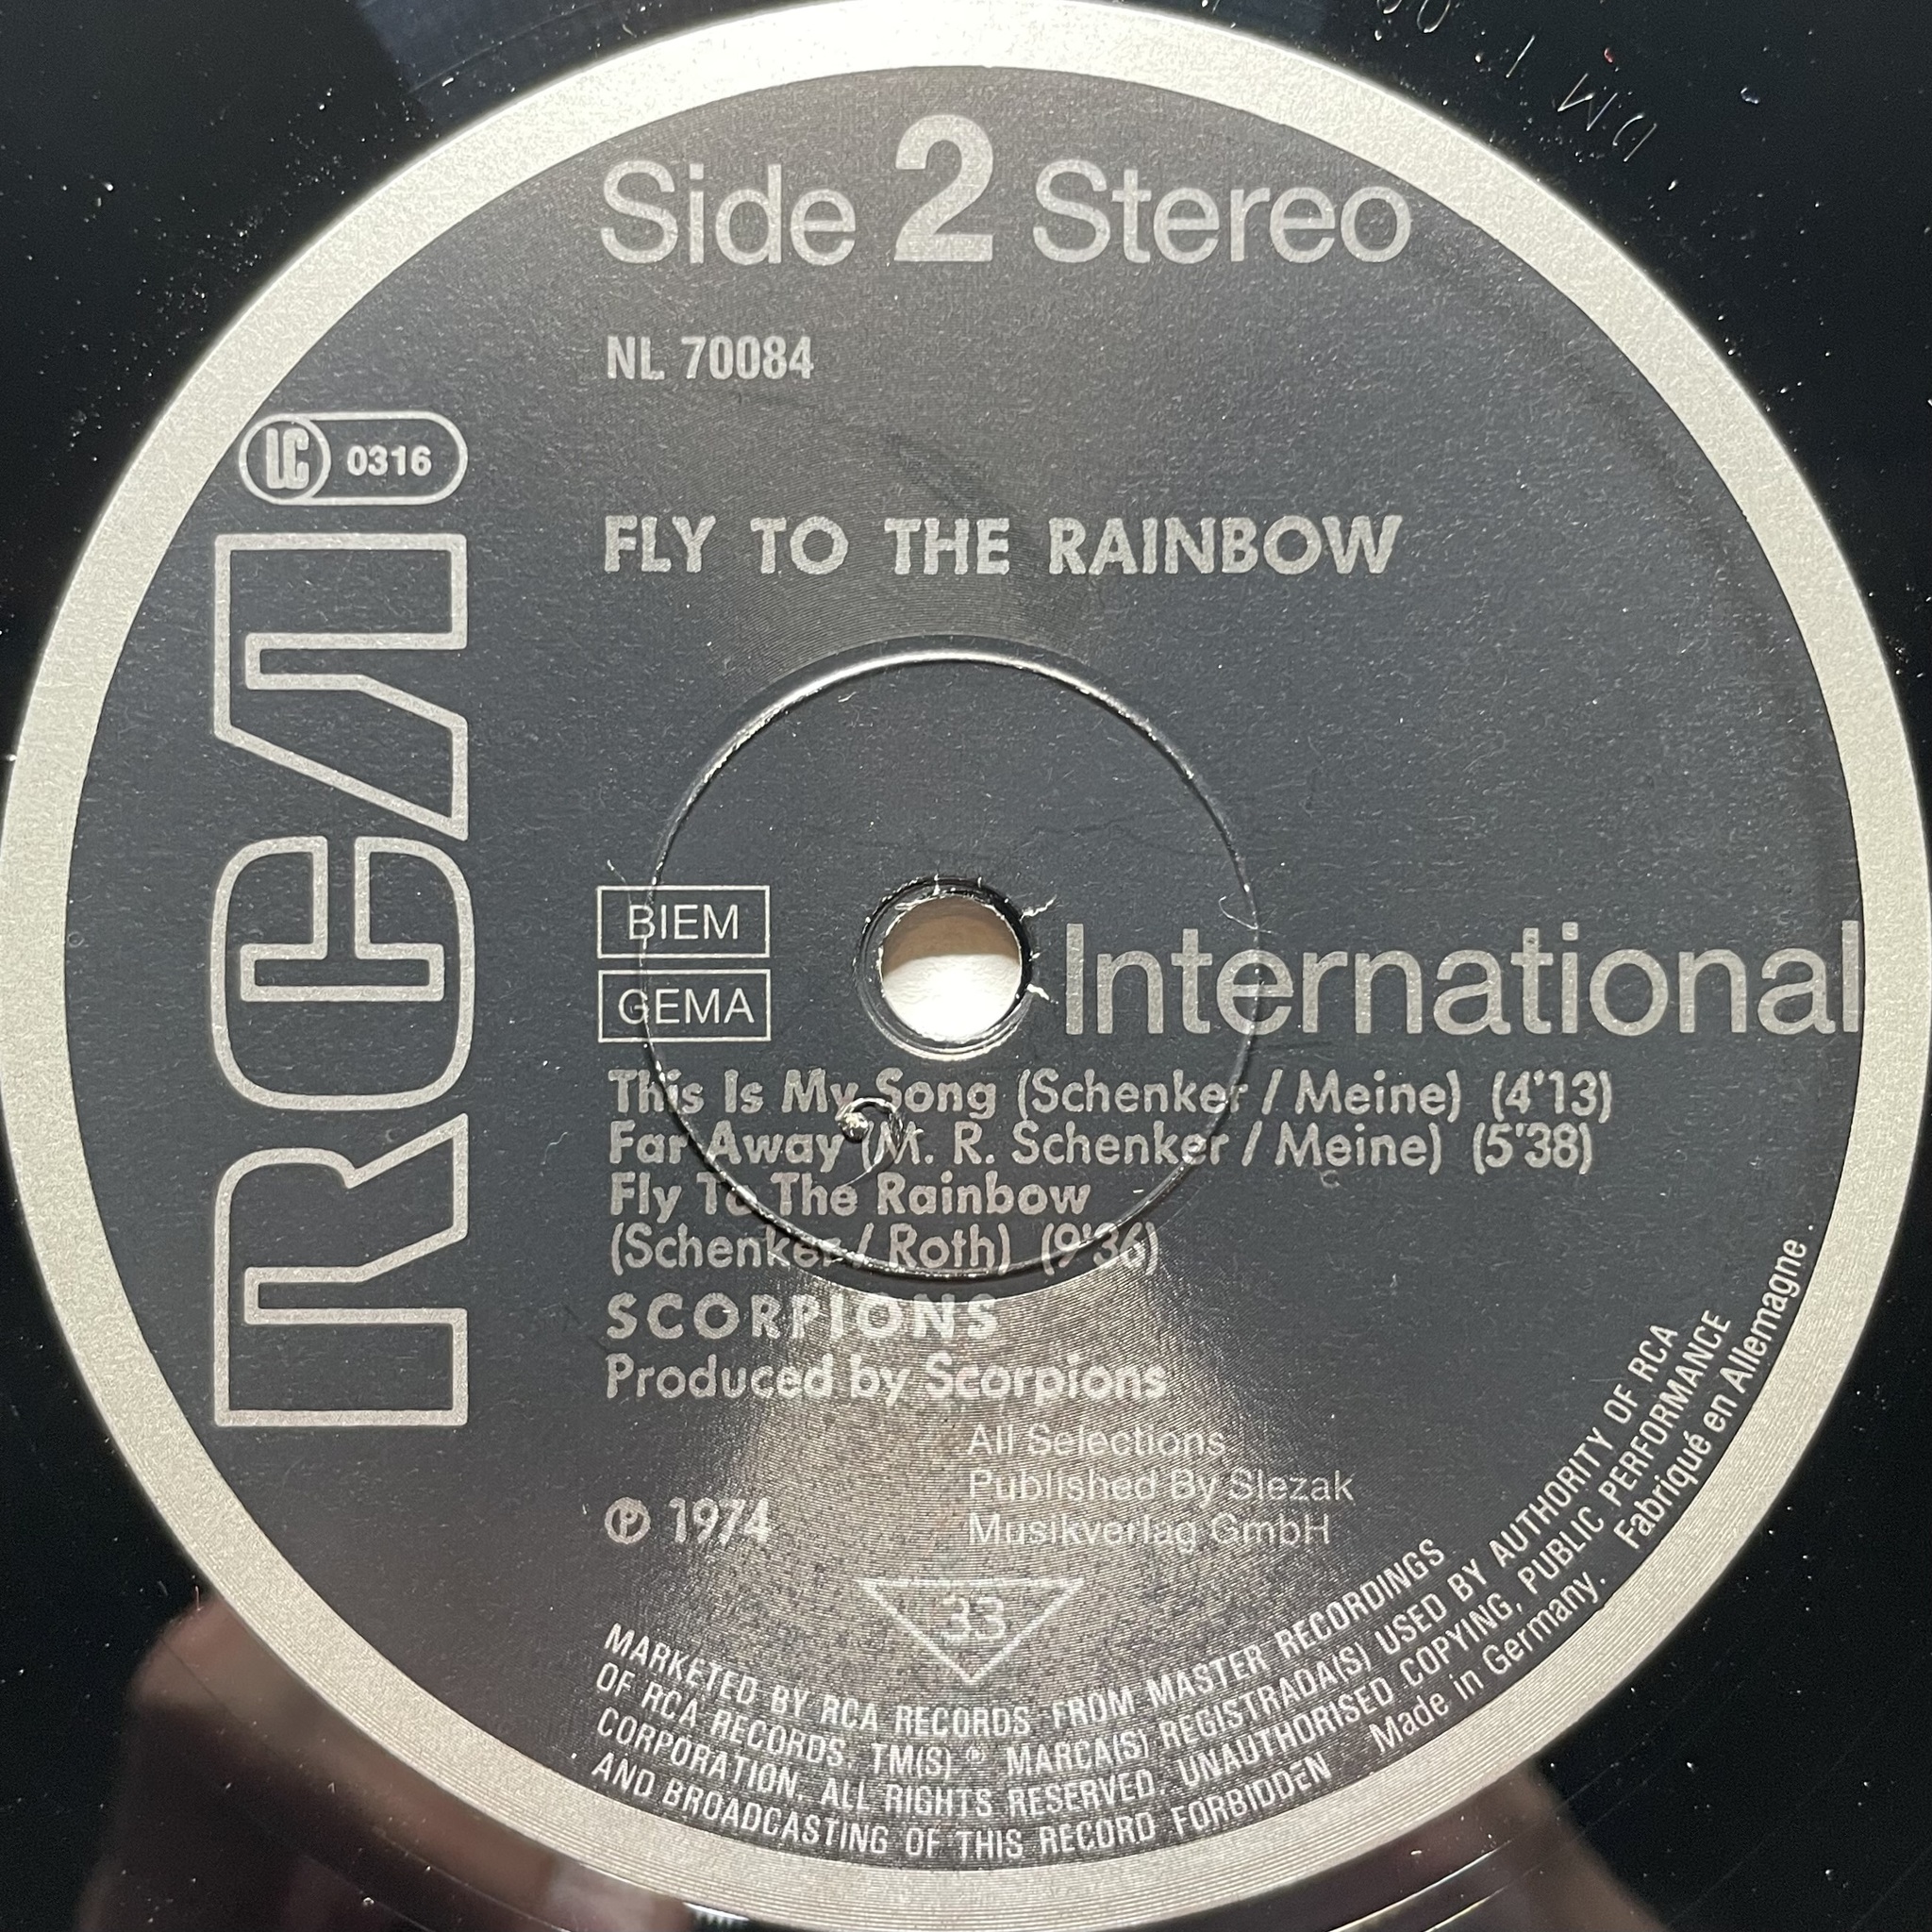 Side 2 Stereo
NL 70084
LC 0316
FLY TO THE RAINBOW
RCA
BIEM
GEMA
International
This Is My Song (Schenker / Meine) (4'13)
Far Away (M. R. Schenker / Meine) (5'38)
Fly To The Rainbow
(Schenker / Roth) (9'36)
SCORPIONS
Produced by Scorpions
All Selections
Published By Slezak
Musikverlag GmbH
℗ 1974
33
MARKETED BY RCA RECORDS FROM MASTER RECORDINGS
OF RCA RECORDS. TM(S) ® MARCA(S) REGISTRADA(S) USED BY AUTHORITY OF RCA
CORPORATION. ALL RIGHTS RESERVED. UNAUTHORISED COPYING, PUBLIC PERFORMANCE
AND BROADCASTING OF THIS RECORD FORBIDDEN Made in Germany. Fabriqué en Allemagne
DM